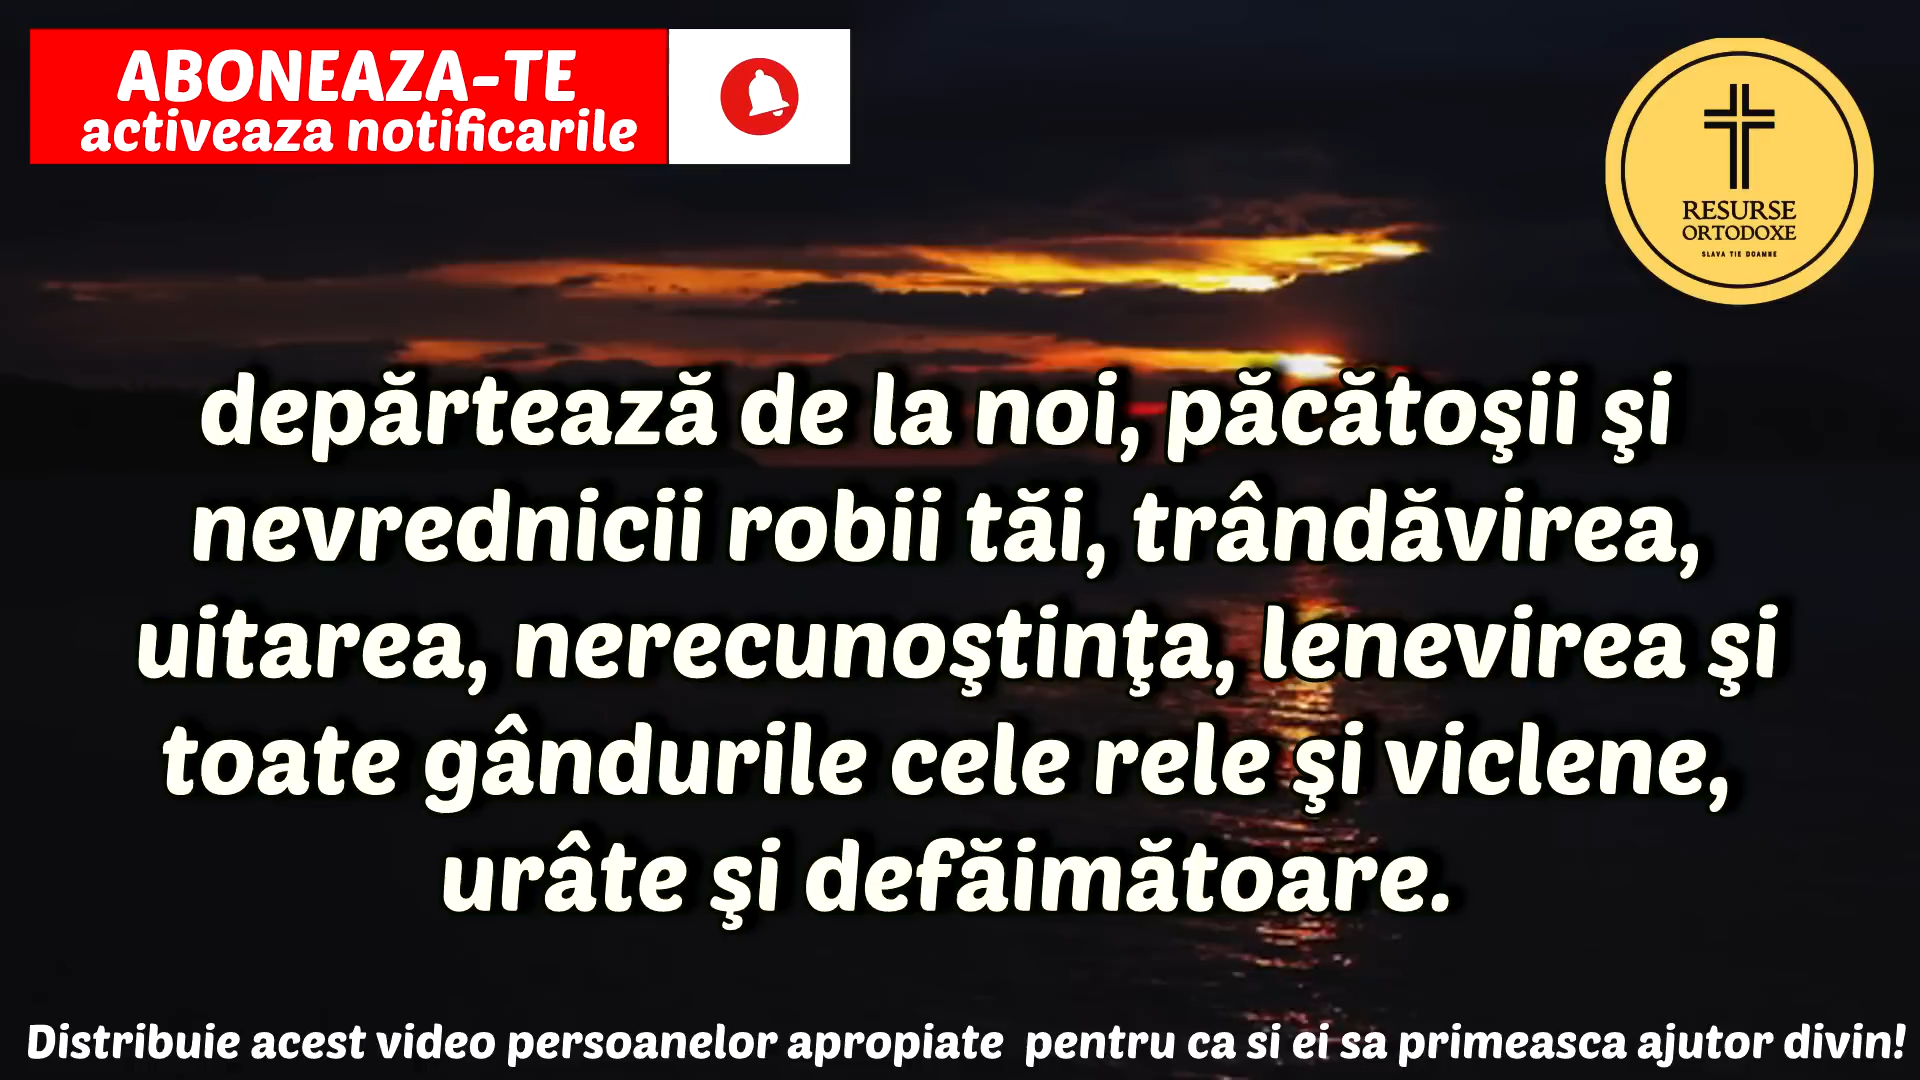 ABONEAZA-TE
activeaza notificarile
RESURSE
ORTODOXE
SLAVA TIE DOAMNE
depărtează de la noi, păcătoşii şi
nevrednicii robii tăi, trândăvirea,
uitarea, nerecunoştinţa, lenevirea şi
toate gândurile cele rele şi viclene,
urâte şi defăimătoare.
Distribuie acest video persoanelor apropiate pentru ca si ei sa primeasca ajutor divin!